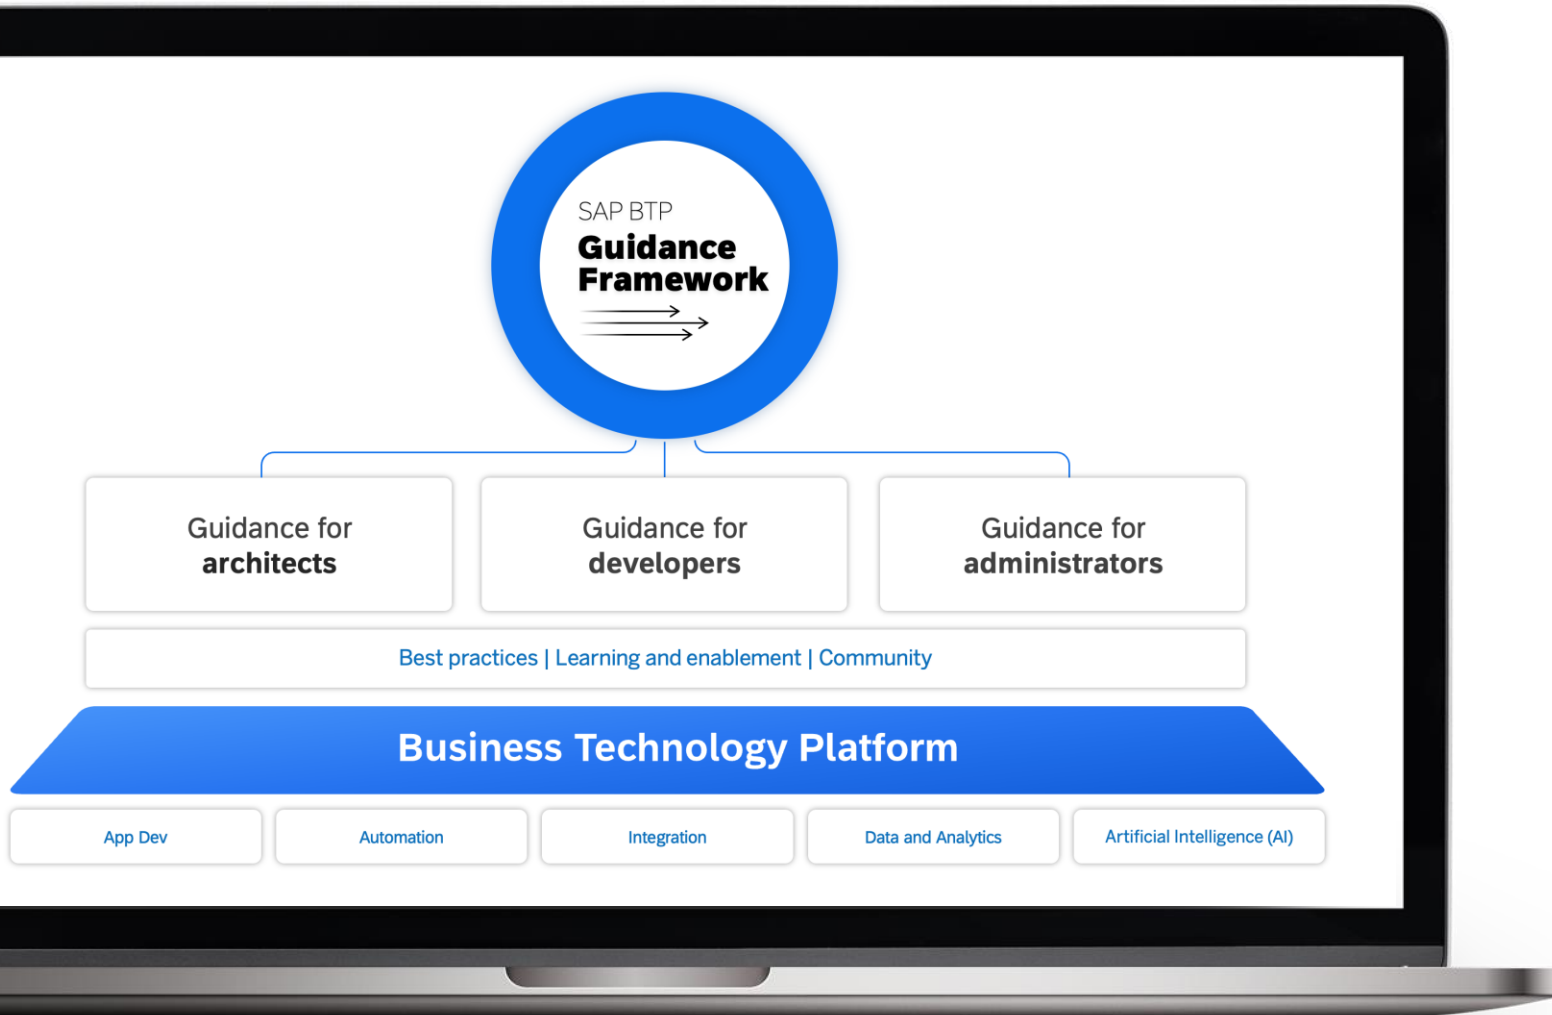 SAP BTP
Guidance
Framework
Guidance for
architects
Guidance for
developers
Guidance for
administrators
Best practices | Learning and enablement | Community
Business Technology Platform
App Dev
Automation
Integration
Data and Analytics
Artificial Intelligence (AI)